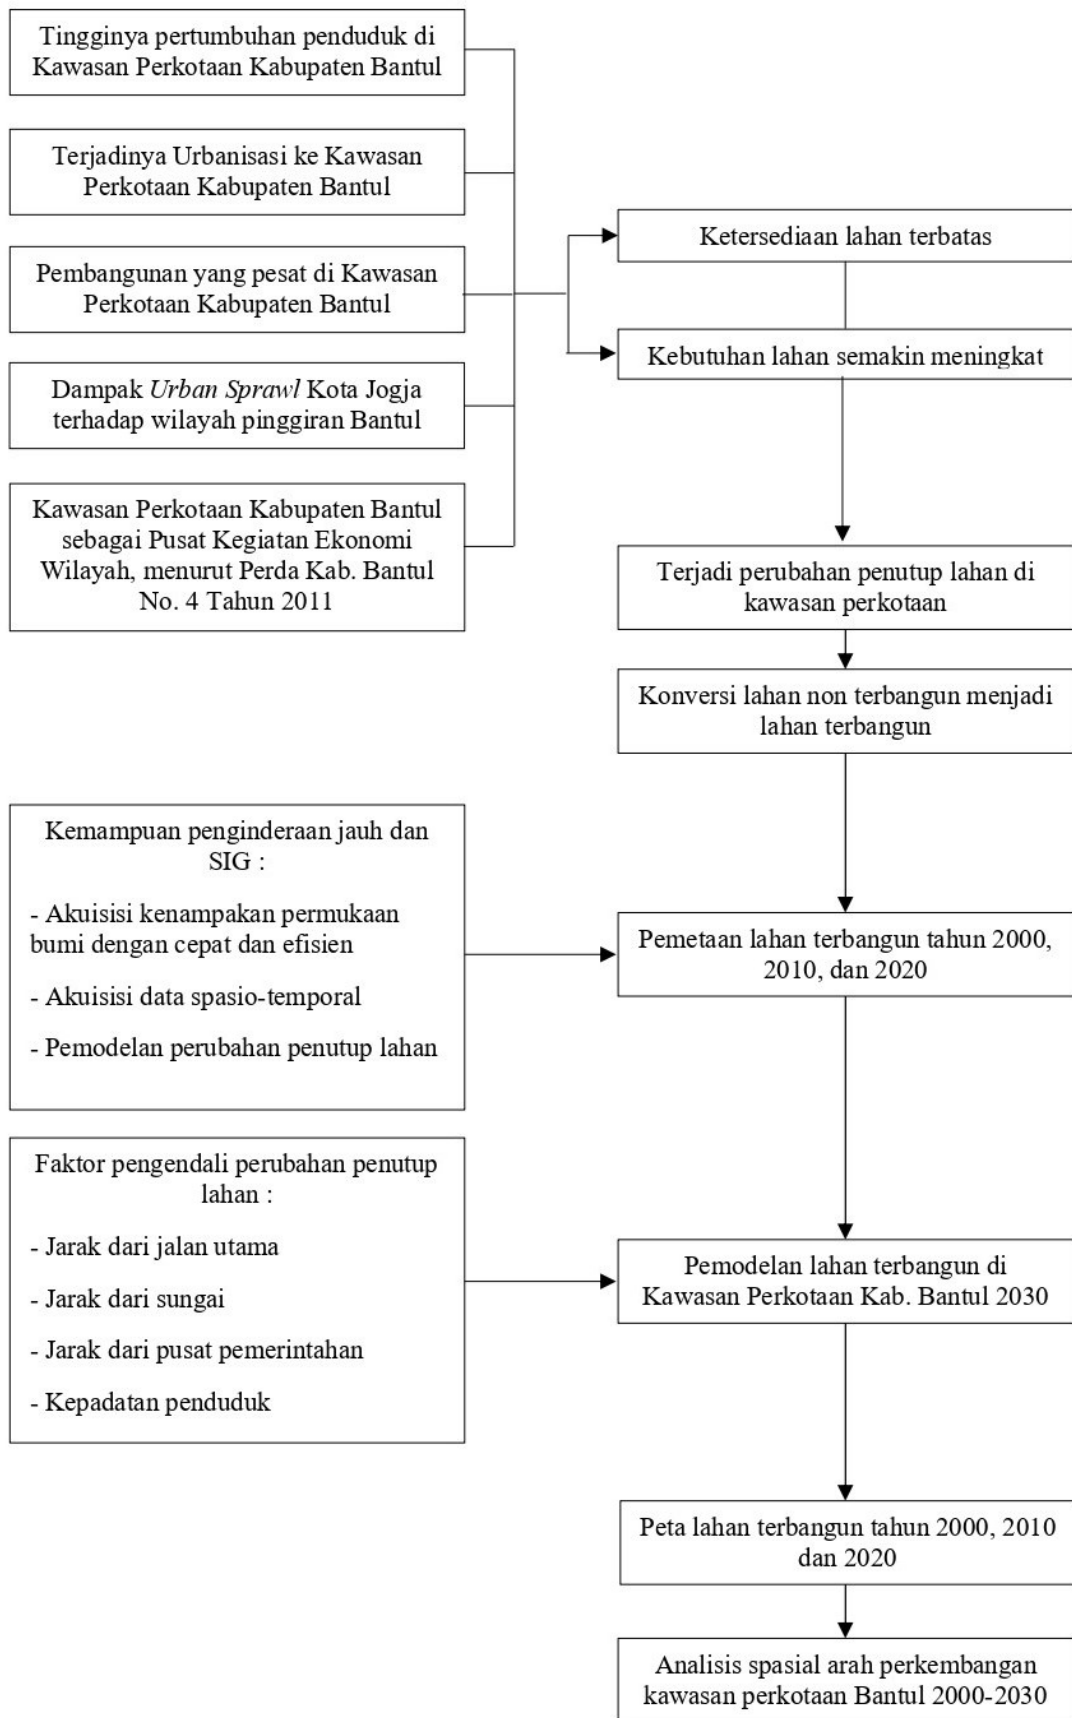 Tingginya pertumbuhan penduduk di
Kawasan Perkotaan Kabupaten Bantul
Terjadinya Urbanisasi ke Kawasan
Perkotaan Kabupaten Bantul
Pembangunan yang pesat di Kawasan
Perkotaan Kabupaten Bantul
Dampak Urban Sprawl Kota Jogja
terhadap wilayah pinggiran Bantul
Kawasan Perkotaan Kabupaten Bantul
sebagai Pusat Kegiatan Ekonomi
Wilayah, menurut Perda Kab. Bantul
No. 4 Tahun 2011
Ketersediaan lahan terbatas
Kebutuhan lahan semakin meningkat
Terjadi perubahan penutup lahan di
kawasan perkotaan
Konversi lahan non terbangun menjadi
lahan terbangun
Kemampuan penginderaan jauh dan
SIG :
- Akuisisi kenampakan permukaan
bumi dengan cepat dan efisien
- Akuisisi data spasio-temporal
- Pemodelan perubahan penutup lahan
Pemetaan lahan terbangun tahun 2000,
2010, dan 2020
Faktor pengendali perubahan penutup
lahan :
- Jarak dari jalan utama
- Jarak dari sungai
- Jarak dari pusat pemerintahan
- Kepadatan penduduk
Pemodelan lahan terbangun di
Kawasan Perkotaan Kab. Bantul 2030
Peta lahan terbangun tahun 2000, 2010
dan 2020
Analisis spasial arah perkembangan
kawasan perkotaan Bantul 2000-2030